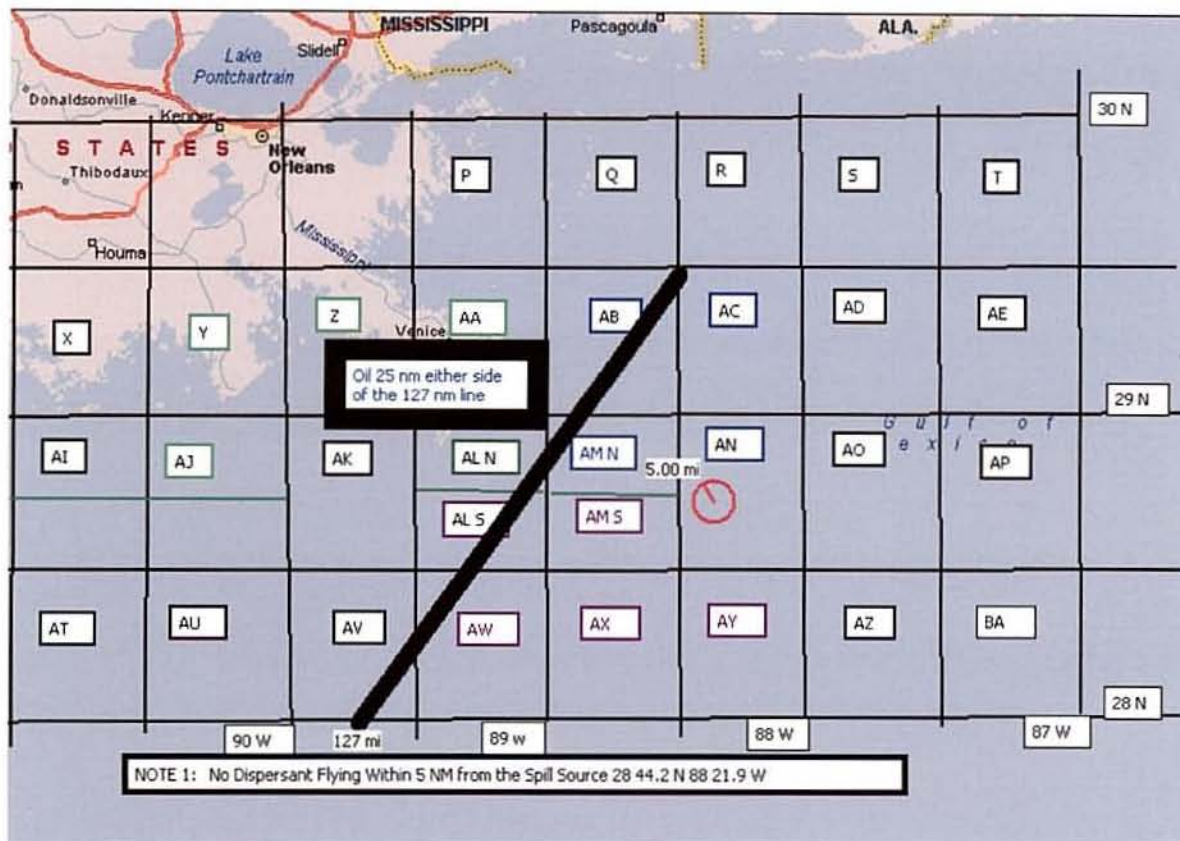 MISSISSIPPI
Pascagoula
ALA.
Slidell
Lake
Pontchartrain
Donaldsonville
Kenner
30 N
STATES
New
Orleans
Thibodaux
P
Q
R
S
T
Mississippi
Houma
X
Y
Z
AA
AB
AC
AD
AE
Venice
Oil 25 nm either side
of the 127 nm line
29 N
Gulf of
AI
AJ
AK
AL N
AM N
AN
AO
AP
5.00 mi
AL S
AM S
AT
AU
AV
AW
AX
AY
AZ
BA
28 N
90 W
127 mi
89 w
88 W
87 W
NOTE 1: No Dispersant Flying Within 5 NM from the Spill Source 28 44.2 N 88 21.9 W